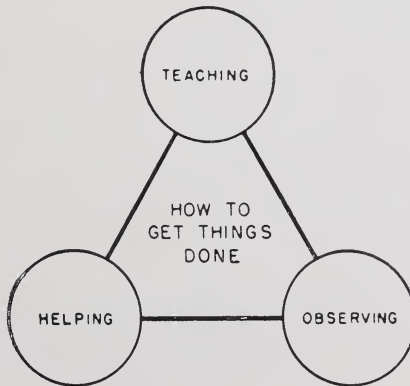 TEACHING
HOW TO
GET THINGS
DONE
HELPING
OBSERVING